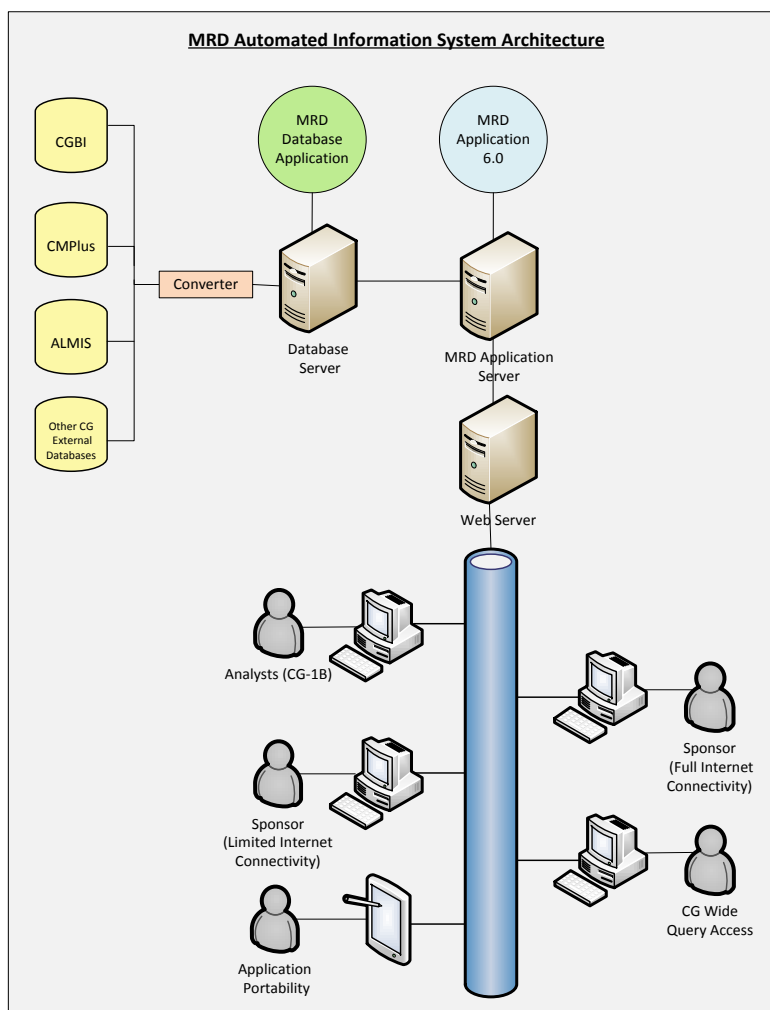 MRD Automated Information System Architecture
CGBI
CMPlus
ALMIS
Other CG
External
Databases
Converter
MRD
Database
Application
MRD
Application
6.0
Database
Server
MRD Application
Server
Web Server
Analysts (CG-1B)
Sponsor
(Full Internet
Connectivity)
Sponsor
(Limited Internet
Connectivity)
CG Wide
Query Access
Application
Portability